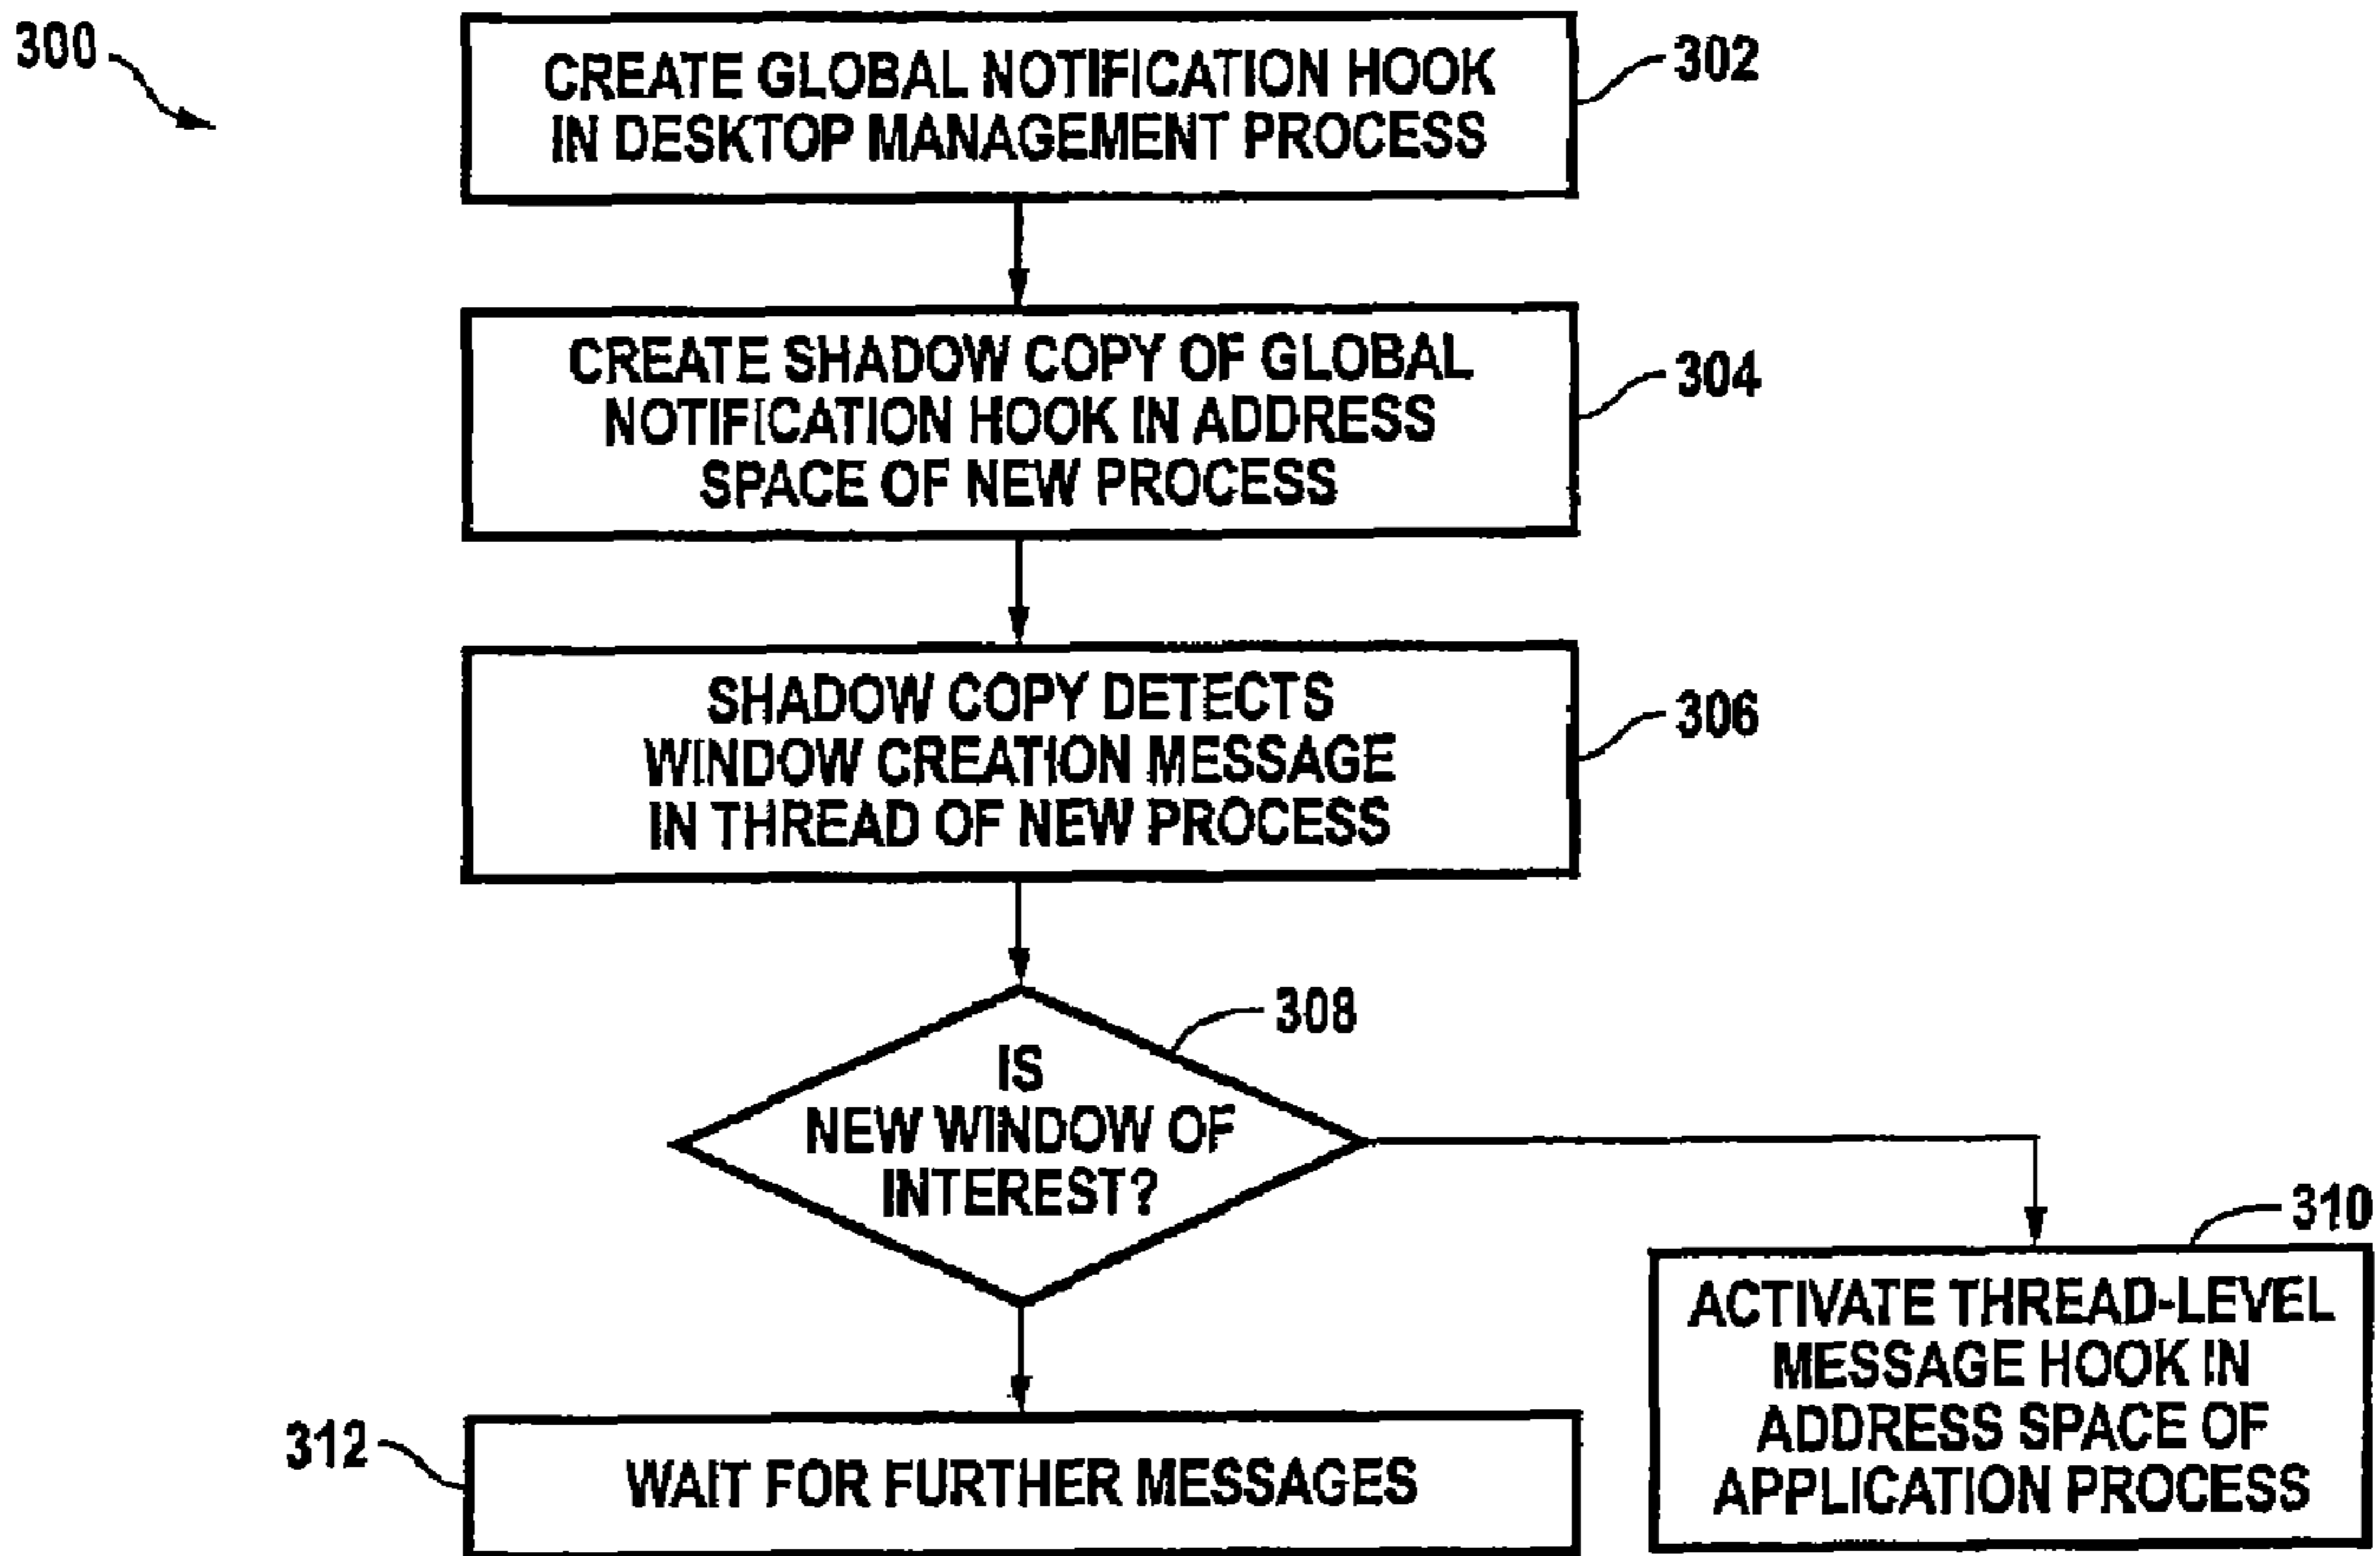 300
302
CREATE GLOBAL NOTIFICATION HOOK
IN DESKTOP MANAGEMENT PROCESS
304
CREATE SHADOW COPY OF GLOBAL
NOTIFICATION HOOK IN ADDRESS
SPACE OF NEW PROCESS
306
SHADOW COPY DETECTS
WINDOW CREATION MESSAGE
IN THREAD OF NEW PROCESS
308
IS
NEW WINDOW OF
INTEREST?
310
ACTIVATE THREAD-LEVEL
MESSAGE HOOK IN
ADDRESS SPACE OF
APPLICATION PROCESS
312
WAIT FOR FURTHER MESSAGES